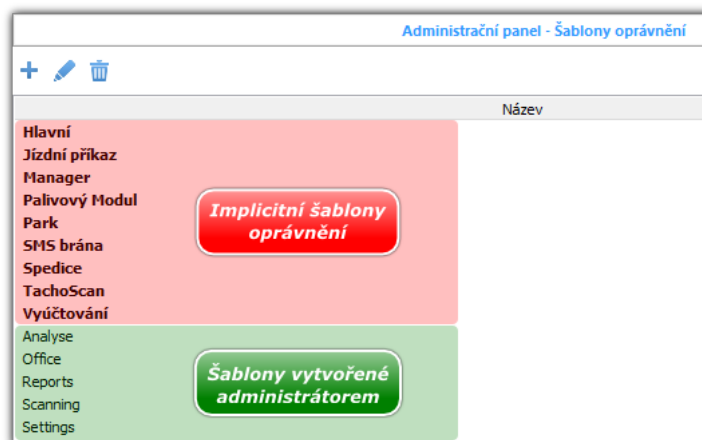 Administrační panel - Šablony oprávnění
Název
Hlavní
Jízdní příkaz
Manager
Palivový Modul
Park
SMS brána
Spedice
TachoScan
Vyúčtování
Implicitní šablony
oprávnění
Analyse
Office
Reports
Scanning
Settings
Šablony vytvořené
administrátorem